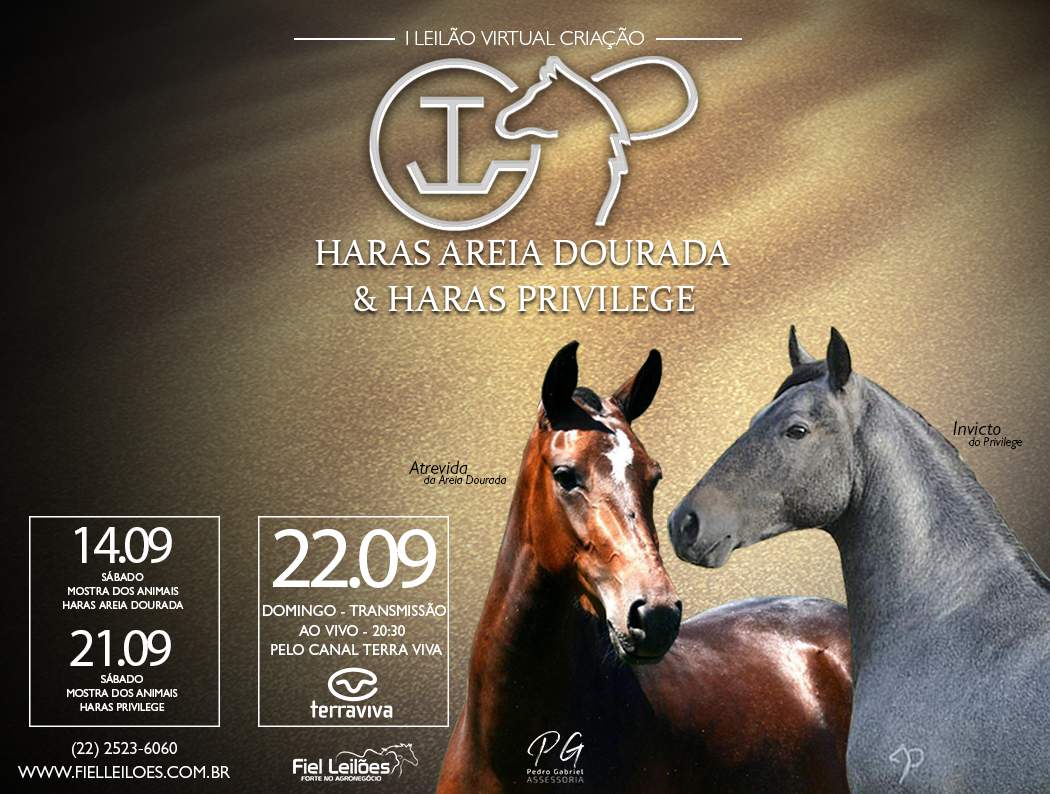 I LEILÃO VIRTUAL CRIAÇÃO
HARAS AREIA DOURADA
& HARAS PRIVILEGE
Atrevida
da Areia Dourada
Invicto
do Privilege
14.09
SÁBADO
MOSTRA DOS ANIMAIS
HARAS AREIA DOURADA
21.09
SÁBADO
MOSTRA DOS ANIMAIS
HARAS PRIVILEGE
22.09
DOMINGO - TRANSMISSÃO
AO VIVO - 20:30
PELO CANAL TERRA VIVA
terraviva
(22) 2523-6060
WWW.FIELLEILOES.COM.BR
Fiel Leilões
FORTE NO AGRONEGÓCIO
PG
Pedro Gabriel
ASSESSORIA